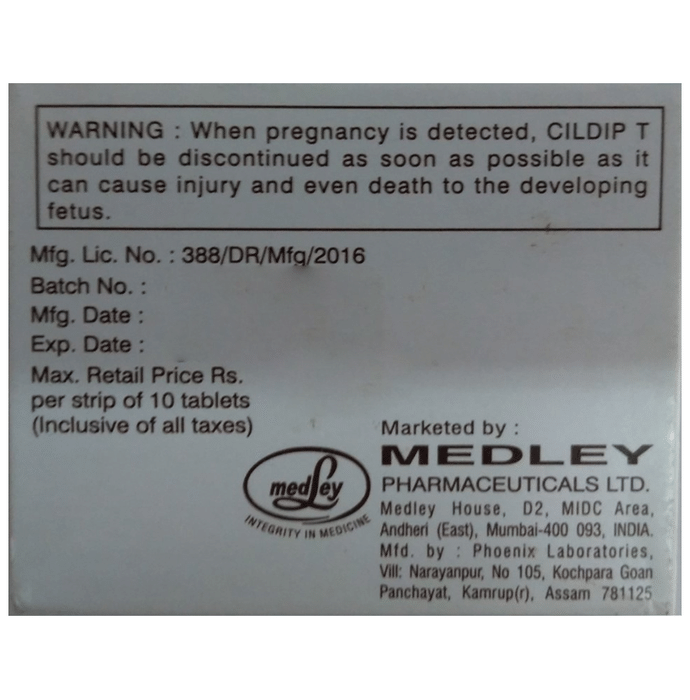 WARNING : When pregnancy is detected, CILDIP T
should be discontinued as soon as possible as it
can cause injury and even death to the developing
fetus.
Mfg. Lic. No. : 388/DR/Mfg/2016
Batch No. :
Mfg. Date :
Exp. Date :
Max. Retail Price Rs.
per strip of 10 tablets
(Inclusive of all taxes)
medley
INTEGRITY IN MEDICINE
Marketed by :
MEDLEY
PHARMACEUTICALS LTD.
Medley House, D2, MIDC Area,
Andheri (East), Mumbai-400 093, INDIA.
Mfd. by : Phoenix Laboratories,
Vill: Narayanpur, No 105, Kochpara Goan
Panchayat, Kamrup(r), Assam 781125